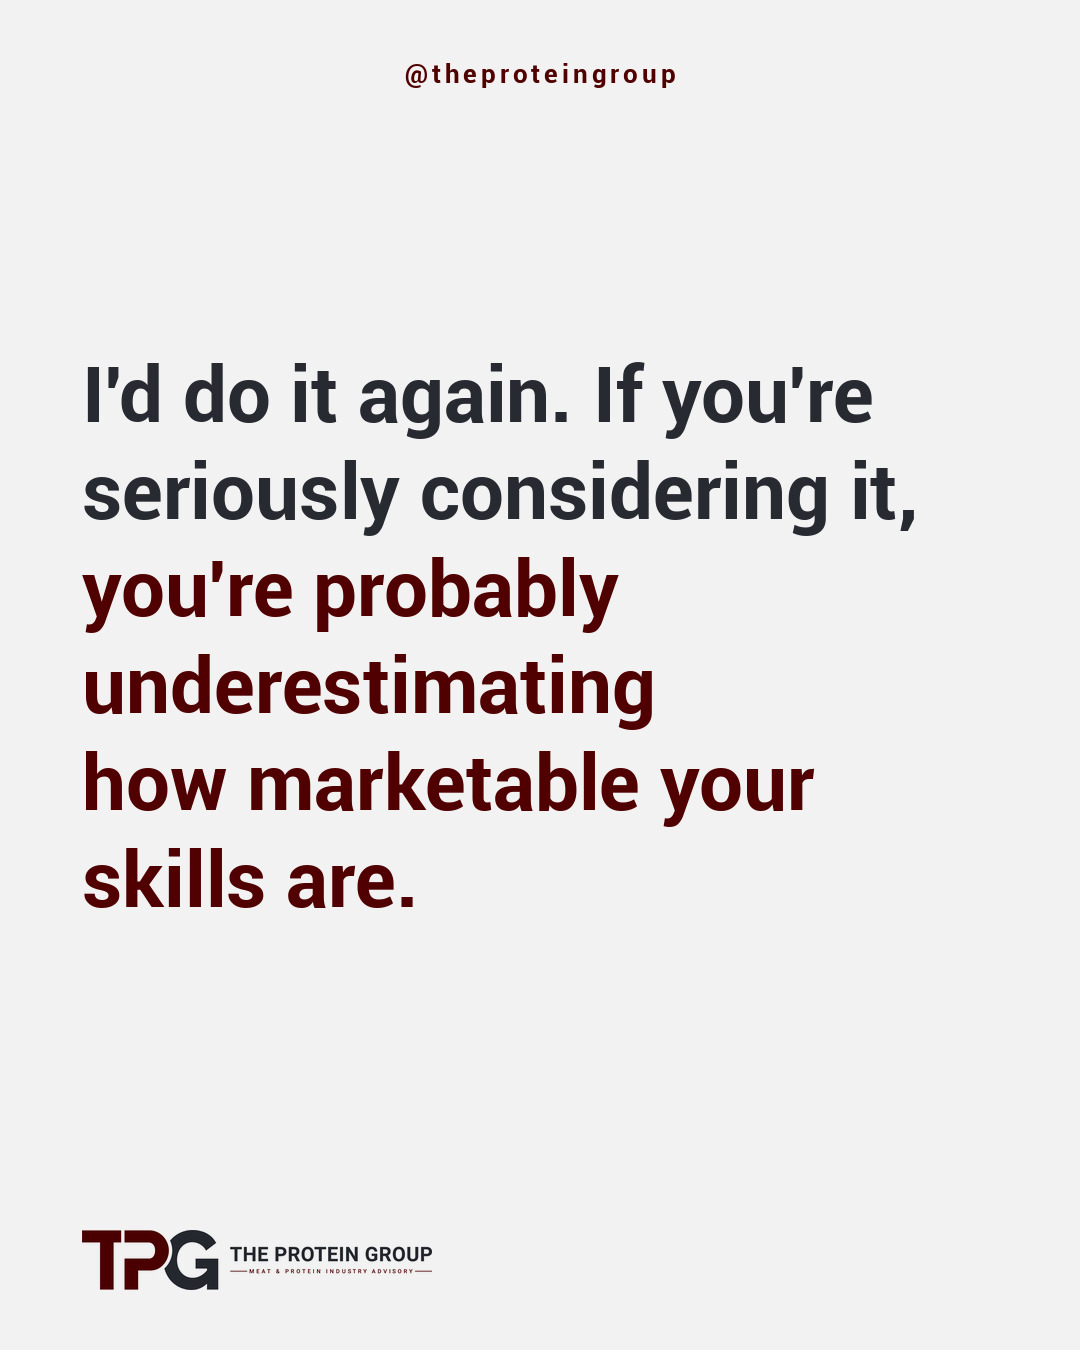 @theproteingroup
I'd do it again. If you're
seriously considering it,
you're probably
underestimating
how marketable your
skills are.
TPG
THE PROTEIN GROUP
MEAT & PROTEIN INDUSTRY ADVISORY